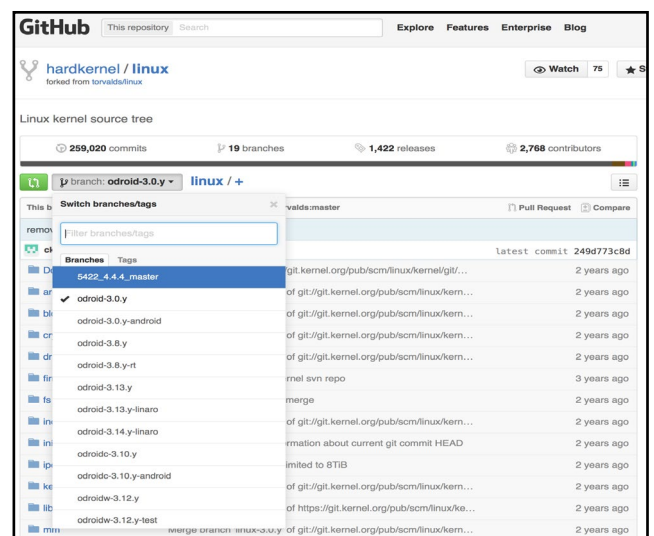 GitHub This repository Search Explore Features Enterprise Blog
hardkernel / linux Watch 75
forked from torvalds/linux
Linux kernel source tree
259,020 commits 19 branches 1,422 releases 2,768 contributors
branch: odroid-3.0.y linux / +
This b Switch branches/tags rvalds:master Pull Request Compare
remov Filter branches/tags
latest commit 249d773c8d
Branches Tags
5422_4.4.4_master /git.kernel.org/pub/scm/linux/kernel/git/… 2 years ago
odroid-3.0.y of git://git.kernel.org/pub/scm/linux/kern… 2 years ago
odroid-3.0.y-android of git://git.kernel.org/pub/scm/linux/kern… 2 years ago
odroid-3.8.y of git://git.kernel.org/pub/scm/linux/kern… 2 years ago
odroid-3.8.y-rt of git://git.kernel.org/pub/scm/linux/kern… 2 years ago
odroid-3.13.y rnel svn repo 3 years ago
fs odroid-3.13.y-linaro merge 2 years ago
odroid-3.14.y-linaro of git://git.kernel.org/pub/scm/linux/kern… 2 years ago
odroidc-3.10.y rmation about current git commit HEAD 2 years ago
odroidc-3.10.y-android imited to 8TiB 2 years ago
odroidw-3.12.y of git://git.kernel.org/pub/scm/linux/kern… 2 years ago
lib odroidw-3.12.y-test of https://git.kernel.org/pub/scm/linux/ke… 2 years ago
mm Merge branch 'linux-3.0.y' of git://git.kernel.org/pub/scm/linux/kern… 2 years ago